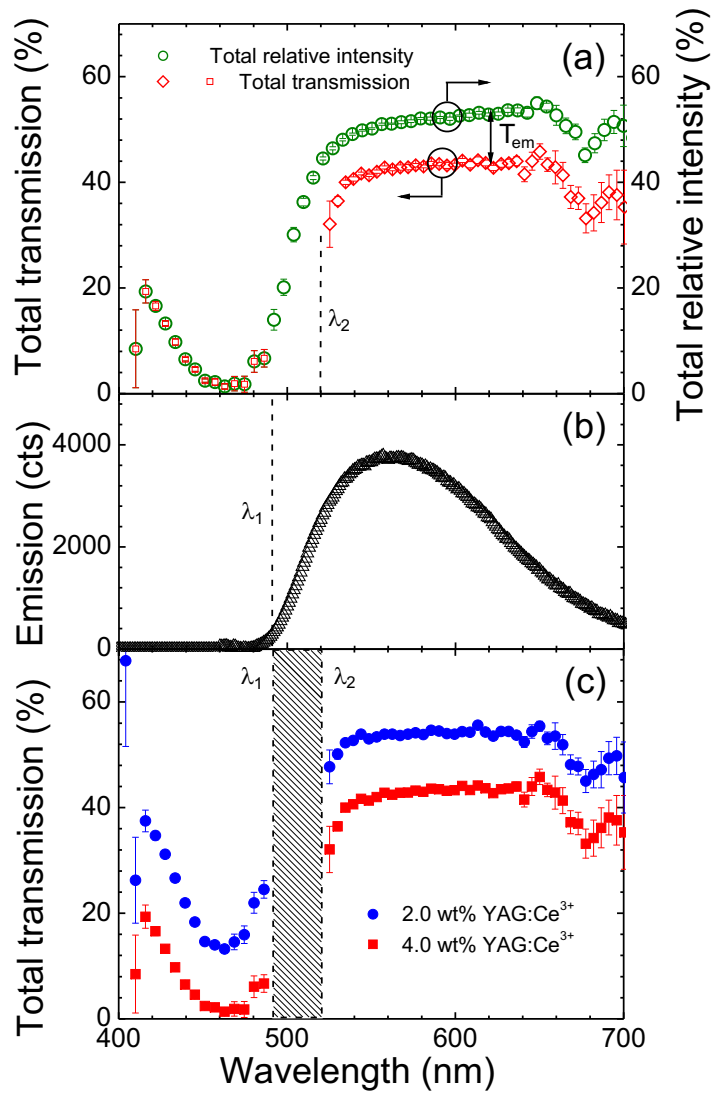 (a)
Total relative intensity
Total transmission
Tem
λ2
60
40
20
0
60
40
20
0
Total transmission (%)
Total relative intensity (%)
(b)
λ1
4000
2000
0
Emission (cts)
(c)
λ1
λ2
60
40
20
0
Total transmission (%)
2.0 wt% YAG:Ce³⁺
4.0 wt% YAG:Ce³⁺
400 500 600 700
Wavelength (nm)